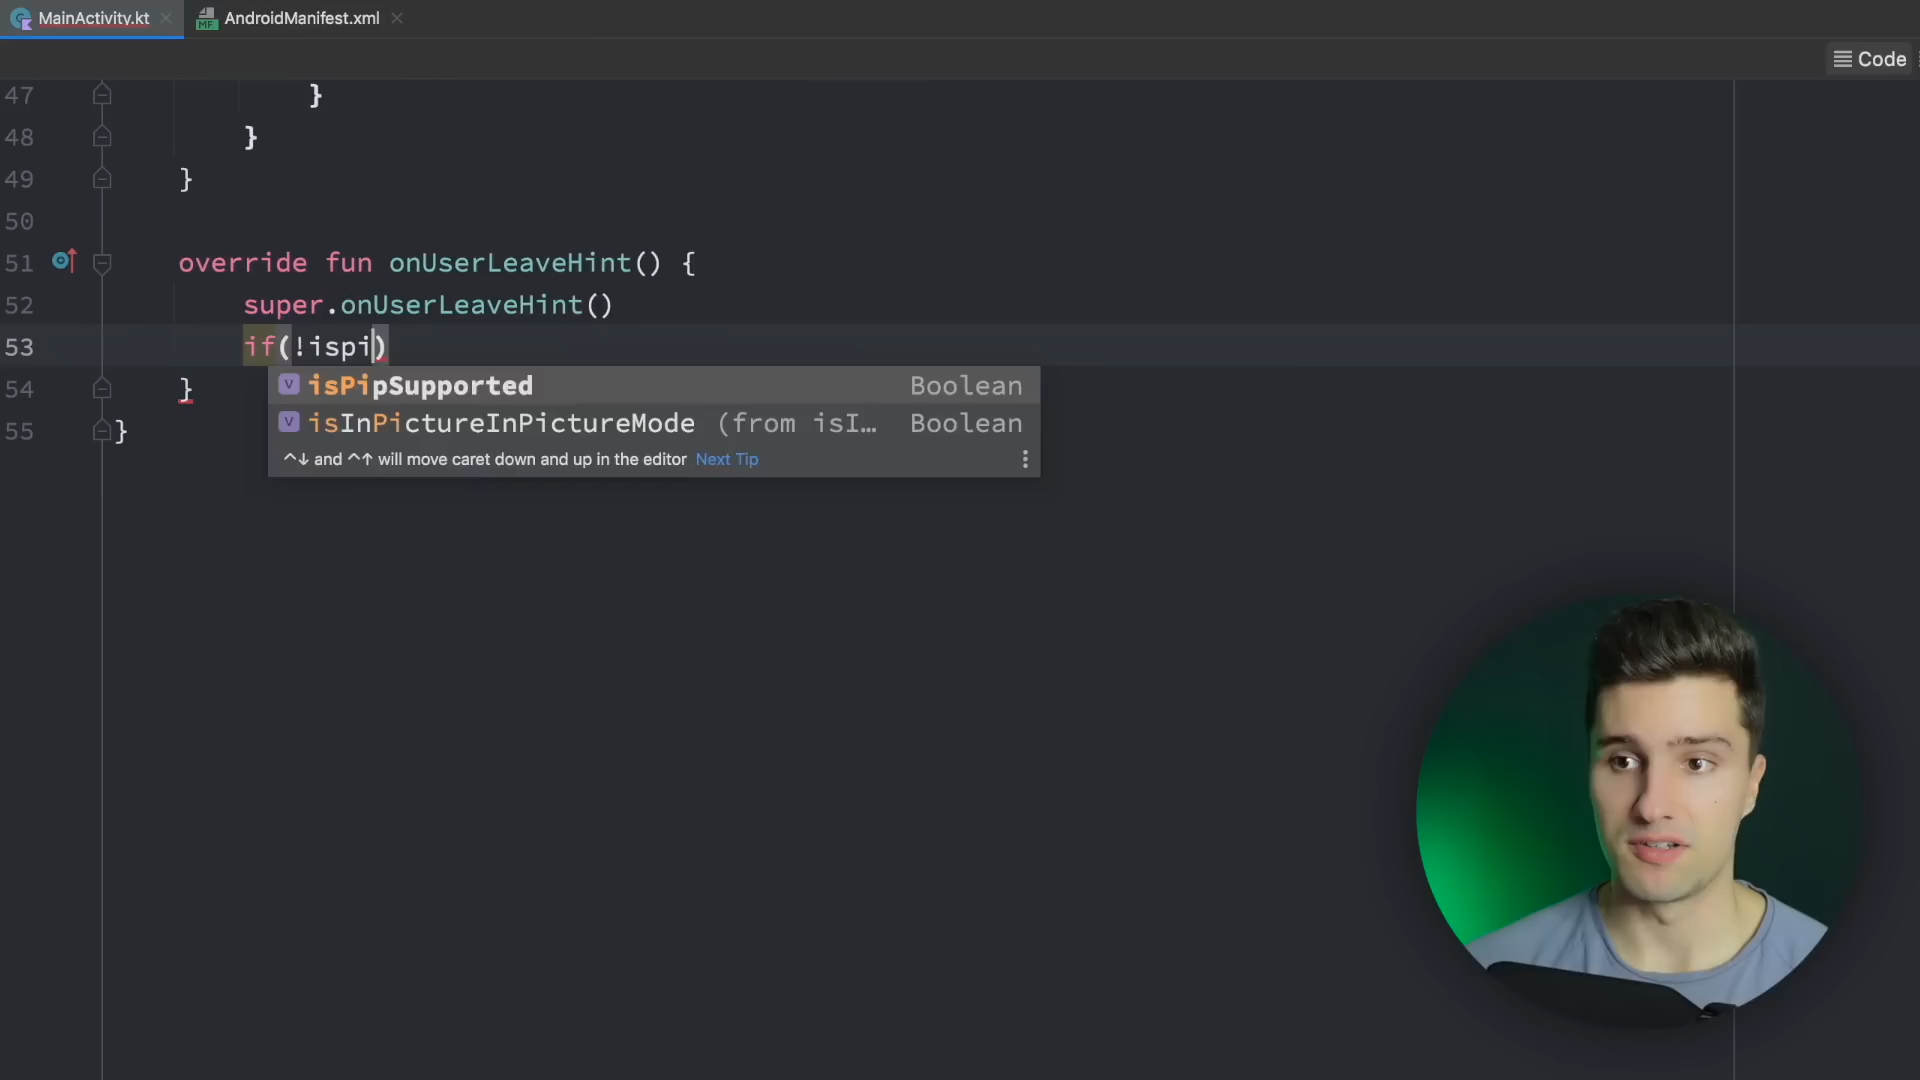 MainActivity.kt
AndroidManifest.xml
Code
47 }
48 }
49 }
50
51 override fun onUserLeaveHint() {
52 super.onUserLeaveHint()
53 if(!ispi)
isPipSupported Boolean
54 }
isInPictureInPictureMode (from isI… Boolean
55 }
^↓ and ^↑ will move caret down and up in the editor Next Tip